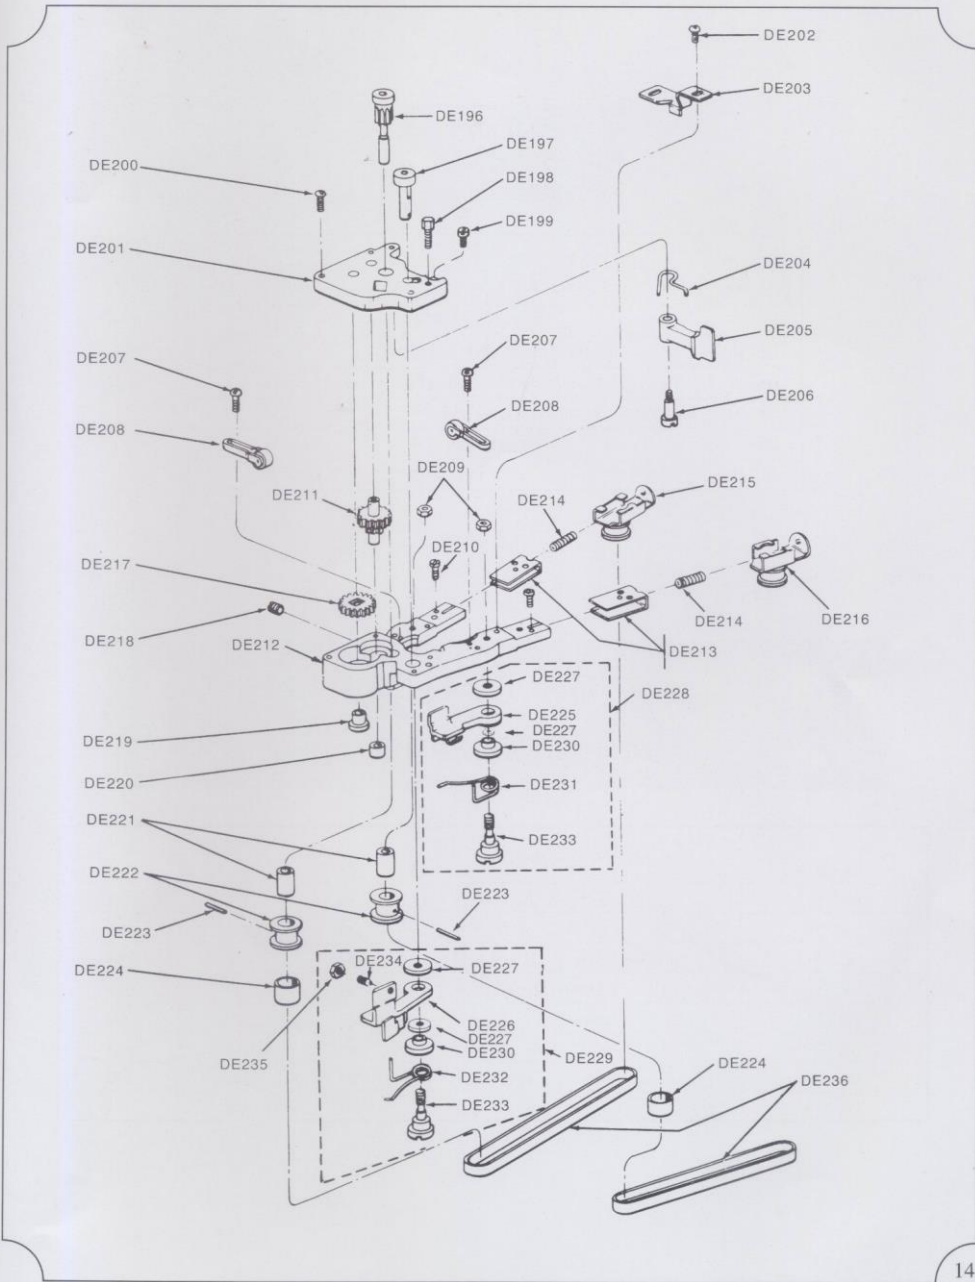 DE202
DE203
DE196
DE197
DE200
DE198
DE199
DE201
DE204
DE205
DE207
DE207
DE206
DE208
DE208
DE209
DE215
DE211
DE214
DE210
DE217
DE218
DE214
DE216
DE212
DE213
DE227
DE228
DE225
DE227
DE219
DE230
DE220
DE231
DE221
DE233
DE222
DE223
DE223
DE234
DE224
DE227
DE226
DE227
DE230
DE229
DE235
DE224
DE232
DE236
DE233
14